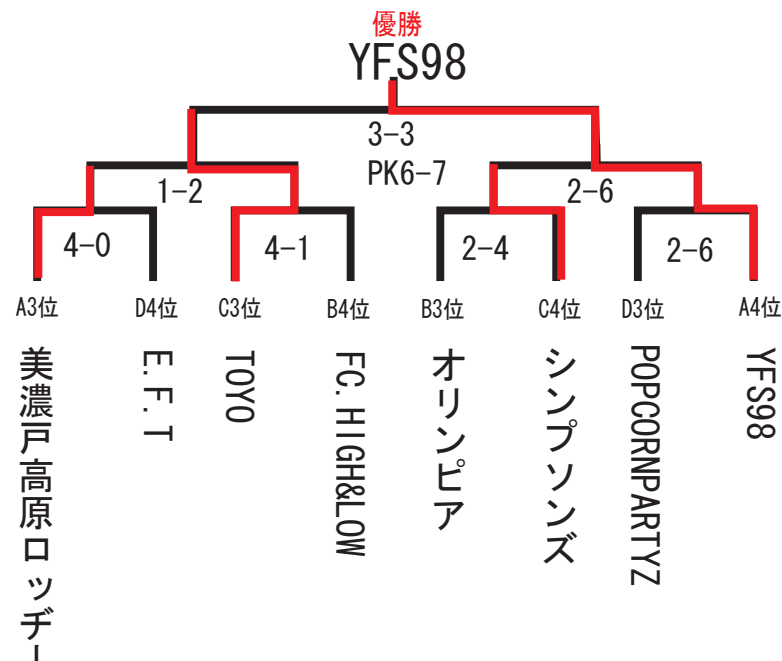 優勝
YFS98
3-3
PK6-7
1-2
2-6
4-0
4-1
2-4
2-6
A3位
D4位
C3位
B4位
B3位
C4位
D3位
A4位
美濃戸高原ロッヂー
E.F.T
TOYO
FC.HIGH&LOW
オリンピア
シンプソンズ
POPCORNPARTYZ
YFS98